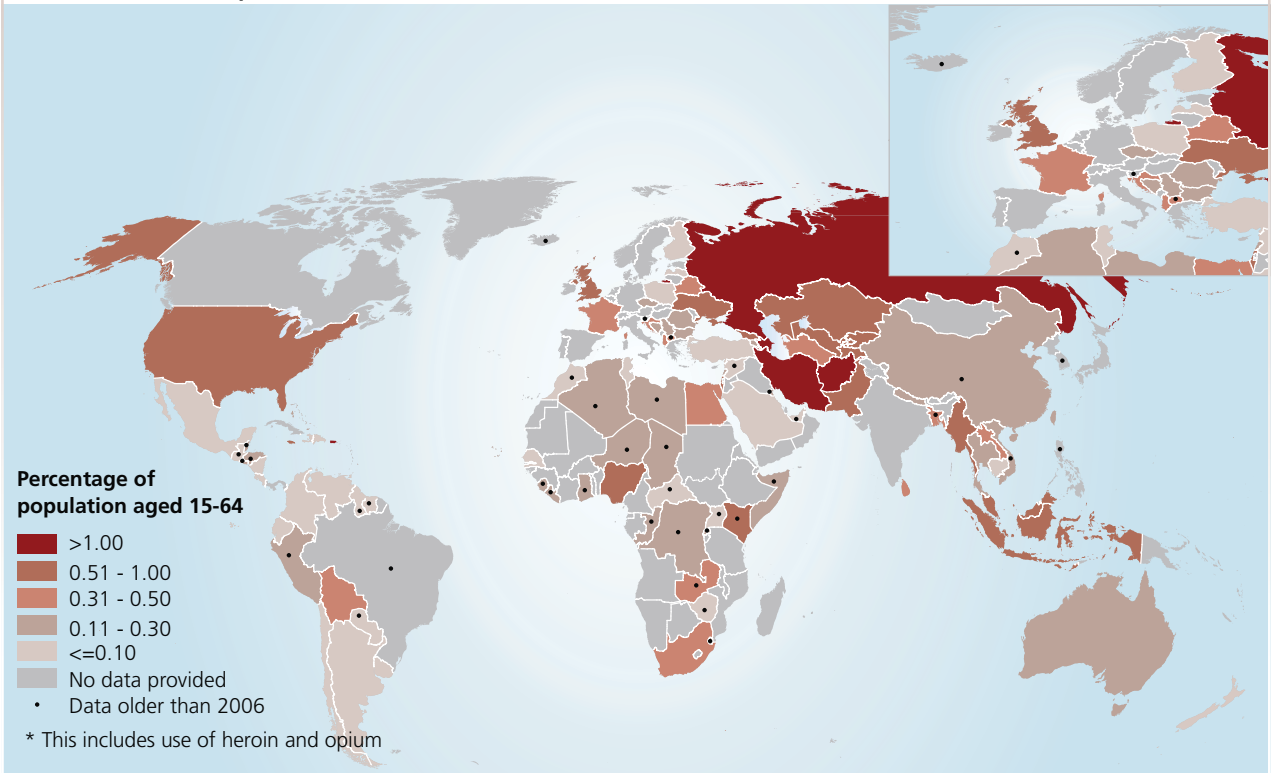 Percentage of
population aged 15-64
>1.00
0.51 - 1.00
0.31 - 0.50
0.11 - 0.30
<=0.10
No data provided
Data older than 2006
* This includes use of heroin and opium